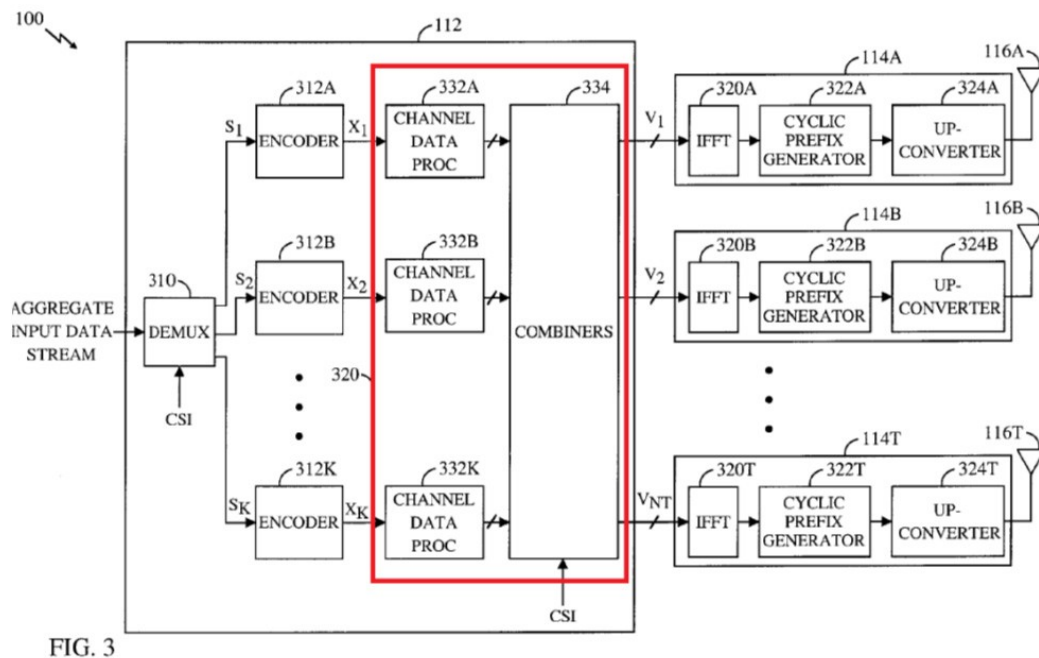 100
112
114A
116A
312A
332A
334
320A
322A
324A
S1
ENCODER
X1
CHANNEL
DATA
PROC
V1
IFFT
CYCLIC
PREFIX
GENERATOR
UP-
CONVERTER
114B
116B
312B
332B
320B
322B
324B
310
S2
ENCODER
X2
CHANNEL
DATA
PROC
COMBINERS
V2
IFFT
CYCLIC
PREFIX
GENERATOR
UP-
CONVERTER
AGGREGATE
INPUT DATA
STREAM
DEMUX
CSI
320
114T
116T
312K
332K
320T
322T
324T
SK
ENCODER
XK
CHANNEL
DATA
PROC
VNT
IFFT
CYCLIC
PREFIX
GENERATOR
UP-
CONVERTER
CSI
FIG. 3